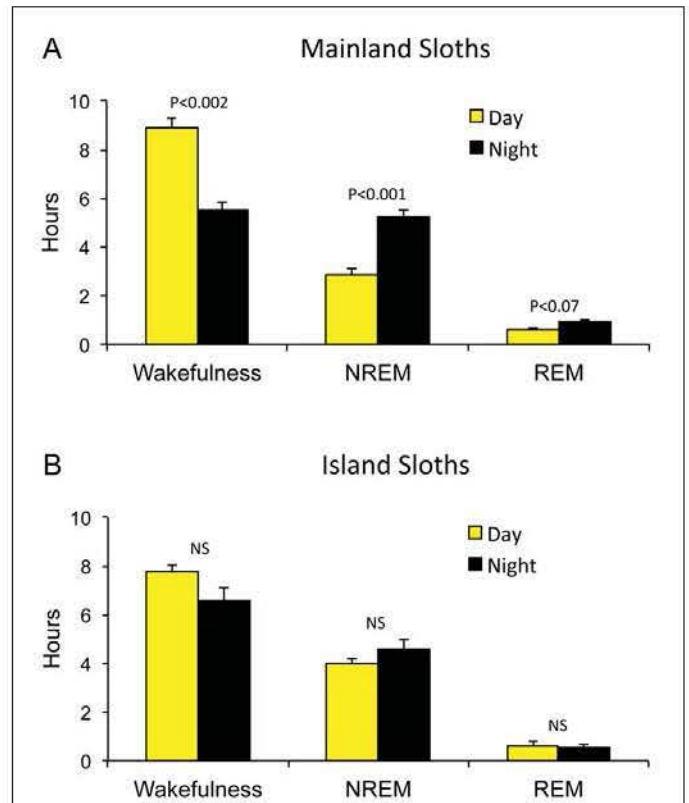 A
Mainland Sloths
10
8
6
4
2
0
Hours
P<0.002
Day
Night
P<0.001
P<0.07
Wakefulness NREM REM
B
Island Sloths
10
8
6
4
2
0
Hours
NS
Day
Night
NS
NS
Wakefulness NREM REM